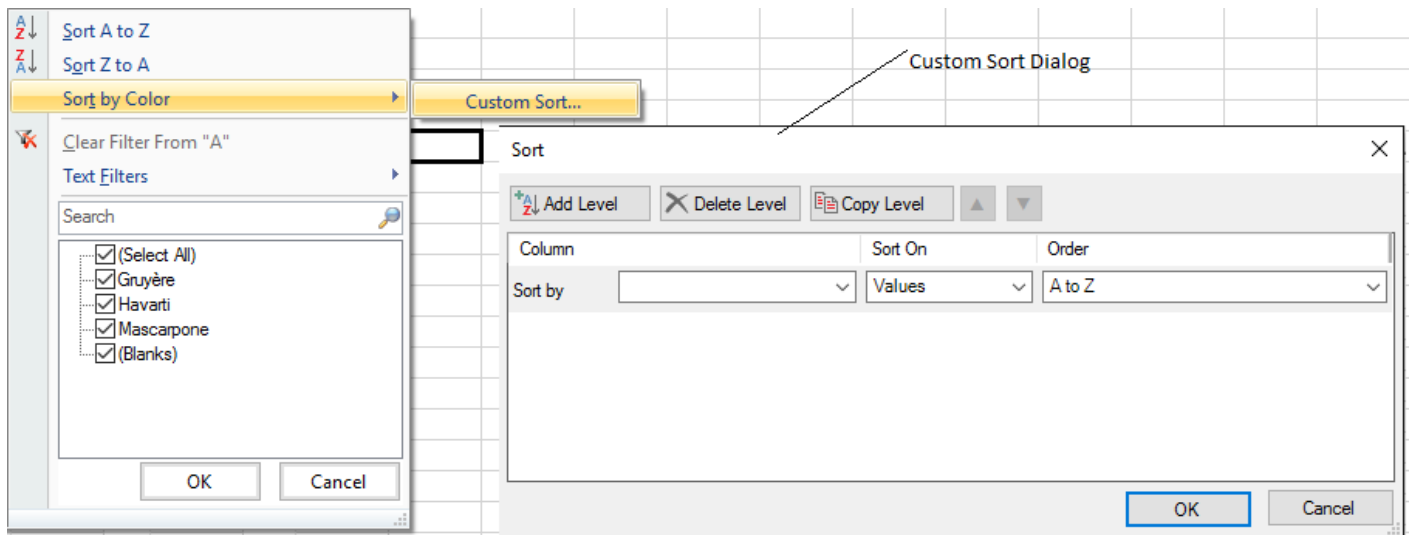 Sort A to Z
Sort Z to A
Sort by Color
Custom Sort...
Clear Filter From "A"
Text Filters
Search
(Select All)
Gruyère
Havarti
Mascarpone
(Blanks)
OK Cancel
Custom Sort Dialog
Sort
Add Level Delete Level Copy Level
Column Sort On Order
Sort by Values A to Z
OK Cancel